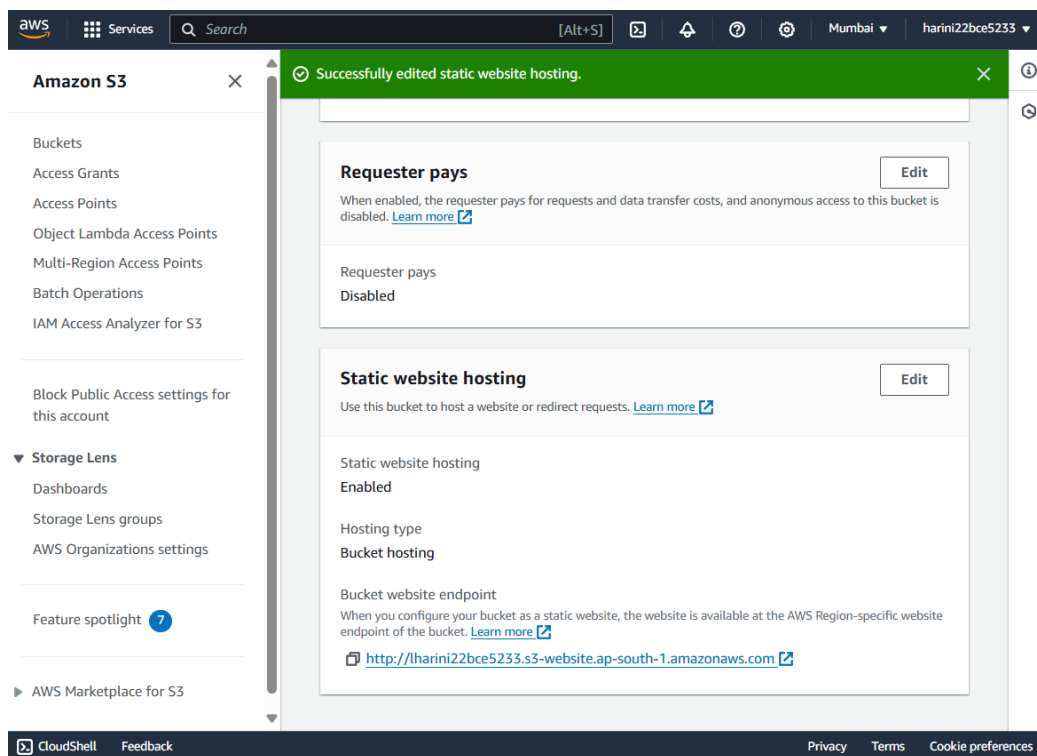 aws
Services
Search
[Alt+S]
Mumbai
harini22bce5233
Amazon S3
Buckets
Access Grants
Access Points
Object Lambda Access Points
Multi-Region Access Points
Batch Operations
IAM Access Analyzer for S3
Block Public Access settings for
this account
Storage Lens
Dashboards
Storage Lens groups
AWS Organizations settings
Feature spotlight 7
AWS Marketplace for S3
Successfully edited static website hosting.
Requester pays
Edit
When enabled, the requester pays for requests and data transfer costs, and anonymous access to this bucket is
disabled. Learn more
Requester pays
Disabled
Static website hosting
Edit
Use this bucket to host a website or redirect requests. Learn more
Static website hosting
Enabled
Hosting type
Bucket hosting
Bucket website endpoint
When you configure your bucket as a static website, the website is available at the AWS Region-specific website
endpoint of the bucket. Learn more
http://lharini22bce5233.s3-website.ap-south-1.amazonaws.com
CloudShell
Feedback
Privacy
Terms
Cookie preferences